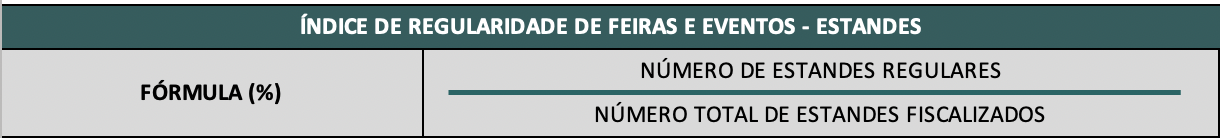 ÍNDICE DE REGULARIDADE DE FEIRAS E EVENTOS - ESTANDES
FÓRMULA (%)
NÚMERO DE ESTANDES REGULARES
NÚMERO TOTAL DE ESTANDES FISCALIZADOS